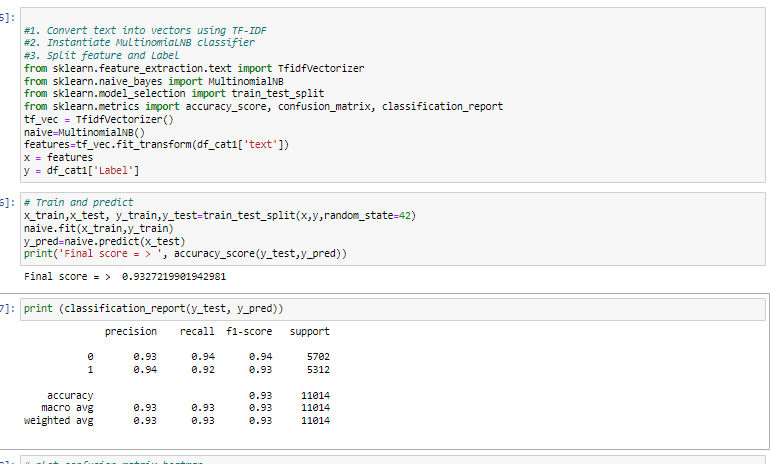 5]:
#1. Convert text into vectors using TF-IDF
#2. Instantiate MultinomialNB classifier
#3. Split feature and Label
from sklearn.feature_extraction.text import TfidfVectorizer
from sklearn.naive_bayes import MultinomialNB
from sklearn.model_selection import train_test_split
from sklearn.metrics import accuracy_score, confusion_matrix, classification_report
tf_vec = TfidfVectorizer()
naive=MultinomialNB()
features=tf_vec.fit_transform(df_cat1['text'])
x = features
y = df_cat1['Label']
6]: # Train and predict
x_train,x_test, y_train,y_test=train_test_split(x,y,random_state=42)
naive.fit(x_train,y_train)
y_pred=naive.predict(x_test)
print('Final score = > ', accuracy_score(y_test,y_pred))
Final score = >  0.9327219901942981
7]: print (classification_report(y_test, y_pred))
precision recall f1-score support
0 0.93 0.94 0.94 5702
1 0.94 0.92 0.93 5312
accuracy 0.93 11014
macro avg 0.93 0.93 0.93 11014
weighted avg 0.93 0.93 0.93 11014